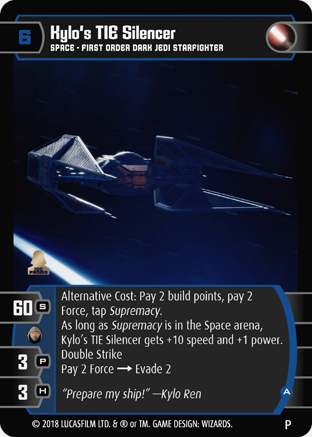 6
Kylo's TIE Silencer
SPACE - FIRST ORDER DARK JEDI STARFIGHTER
60 S
Alternative Cost: Pay 2 build points, pay 2
Force, tap Supremacy.
As long as Supremacy is in the Space arena,
Kylo's TIE Silencer gets +10 speed and +1 power.
3 P
Double Strike
Pay 2 Force → Evade 2
3 H
"Prepare my ship!" —Kylo Ren
A
© 2018 LUCASFILM LTD. & ® or TM. GAME DESIGN: WIZARDS.
P